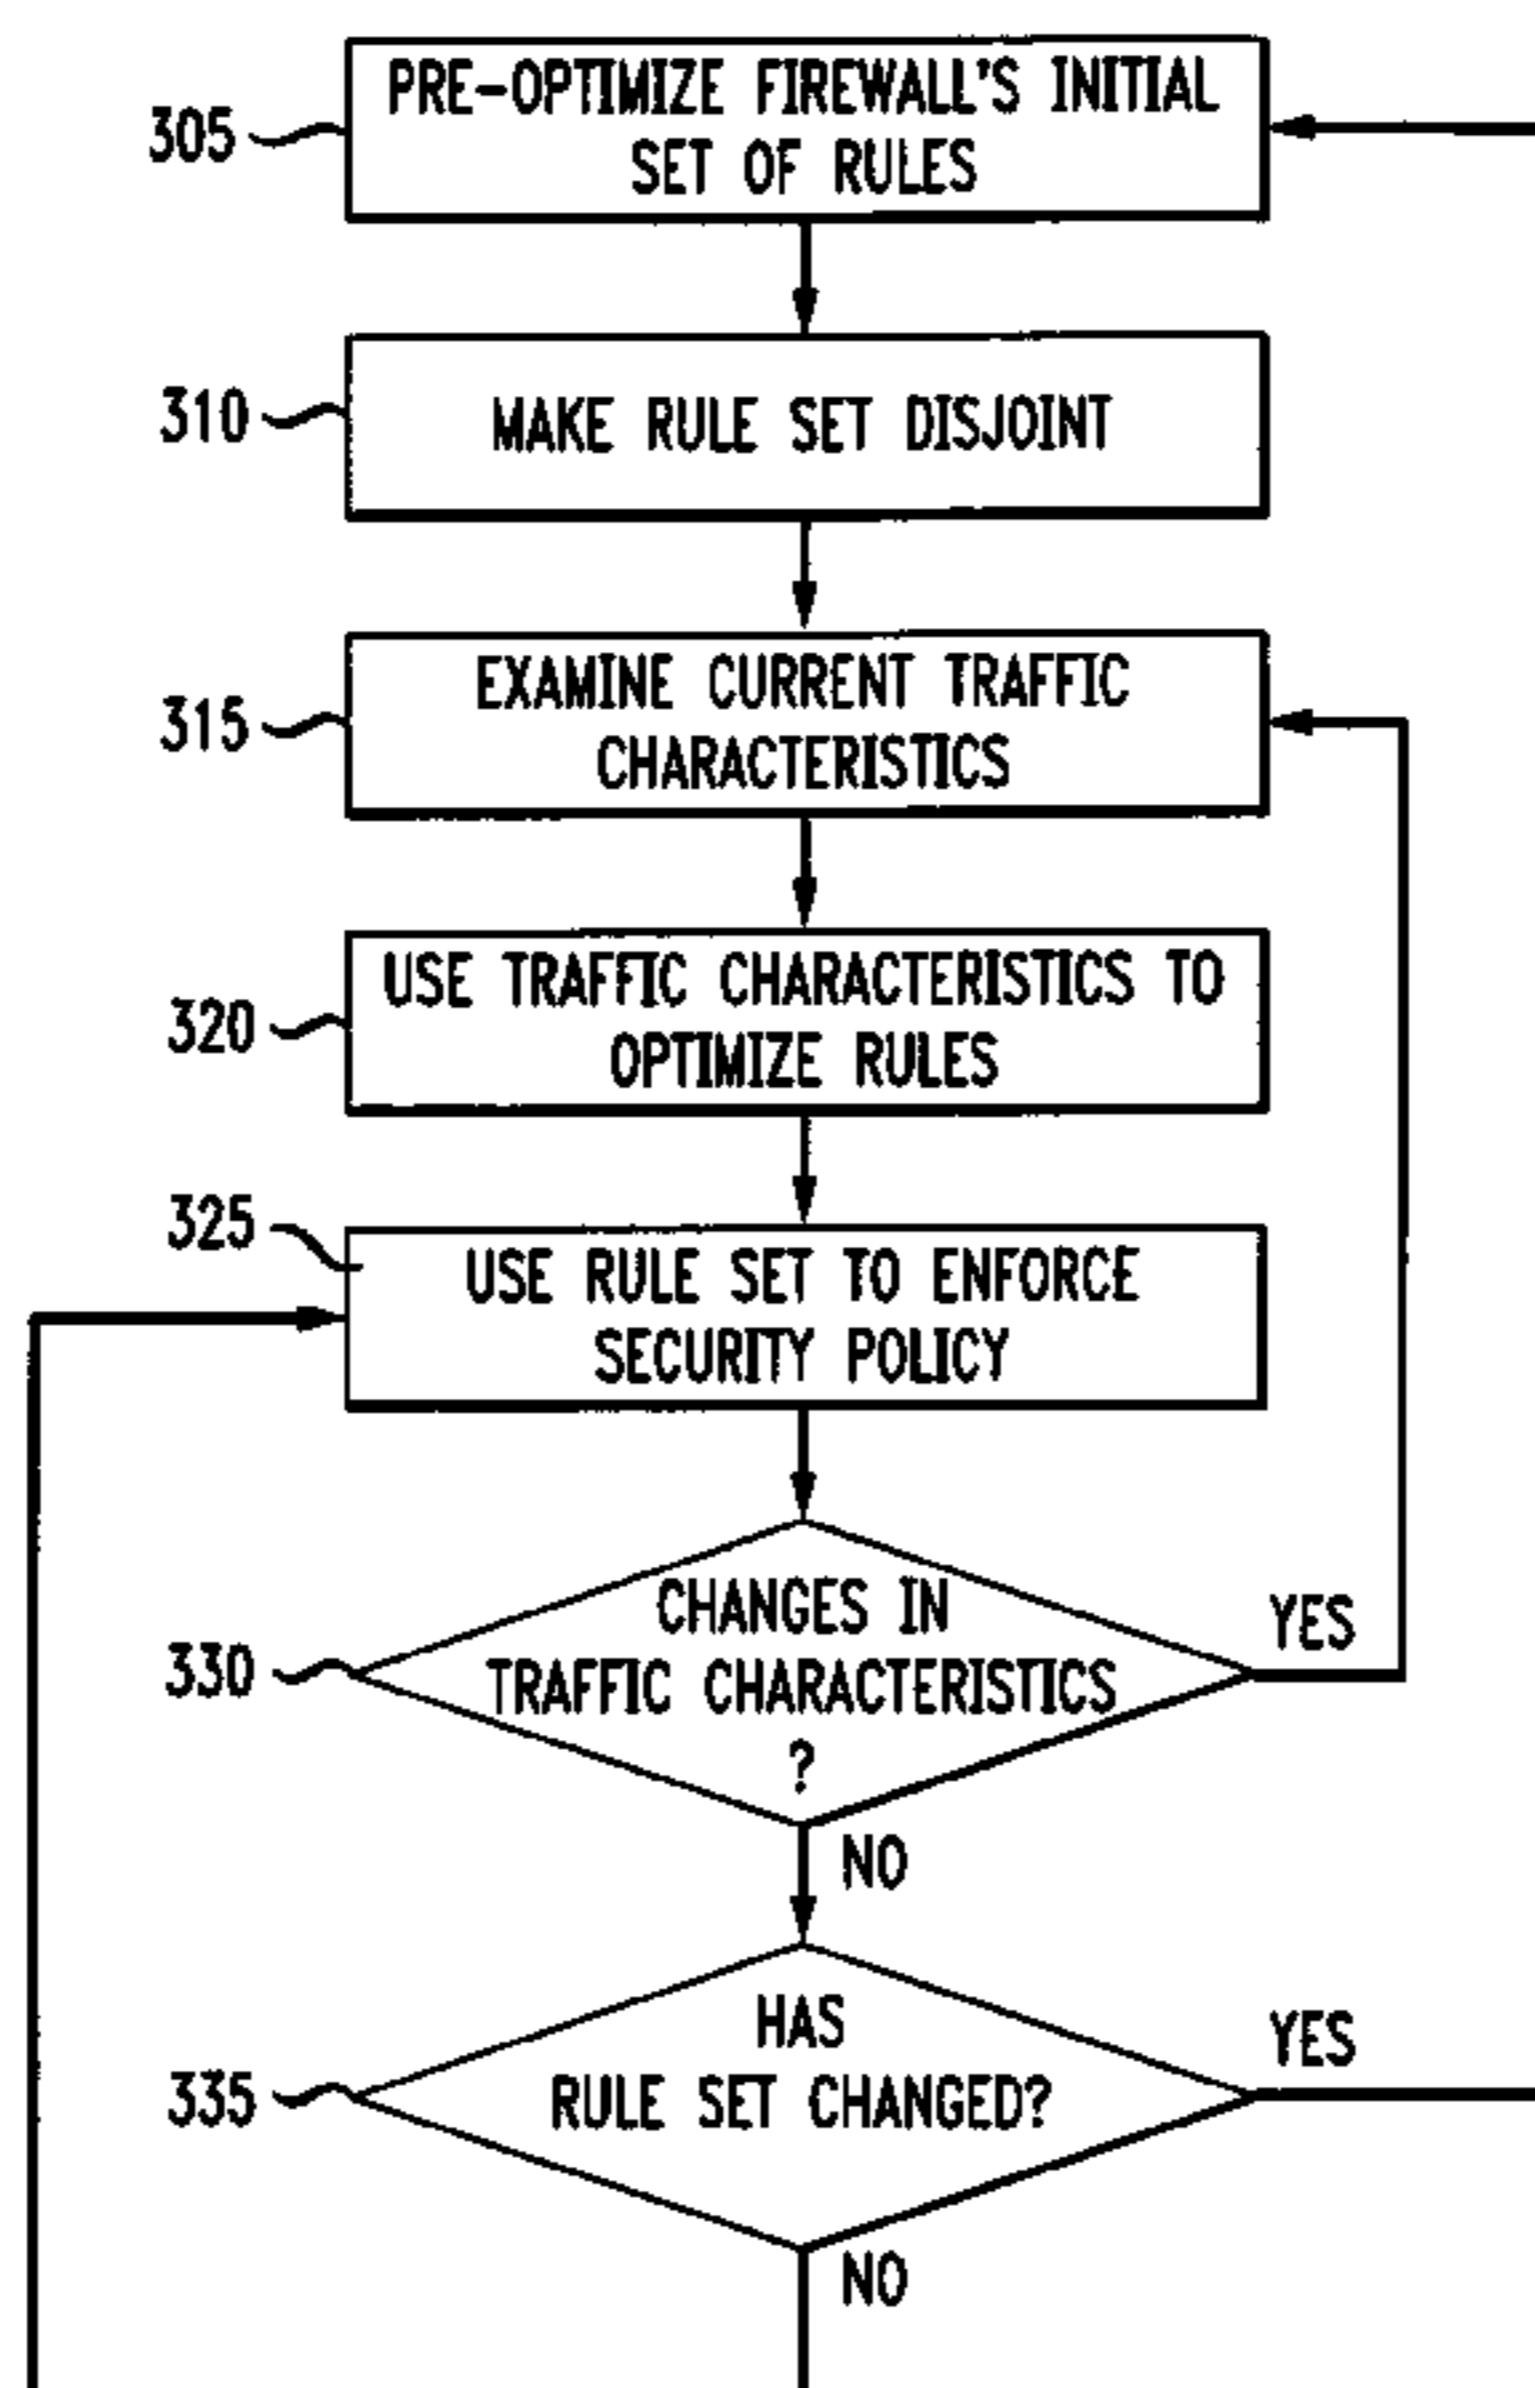 PRE-OPTIMIZE FIREWALL'S INITIAL
SET OF RULES
305
310
MAKE RULE SET DISJOINT
EXAMINE CURRENT TRAFFIC
CHARACTERISTICS
315
USE TRAFFIC CHARACTERISTICS TO
OPTIMIZE RULES
320
325
USE RULE SET TO ENFORCE
SECURITY POLICY
CHANGES IN
TRAFFIC CHARACTERISTICS
?
330
YES
NO
HAS
RULE SET CHANGED?
335
YES
NO